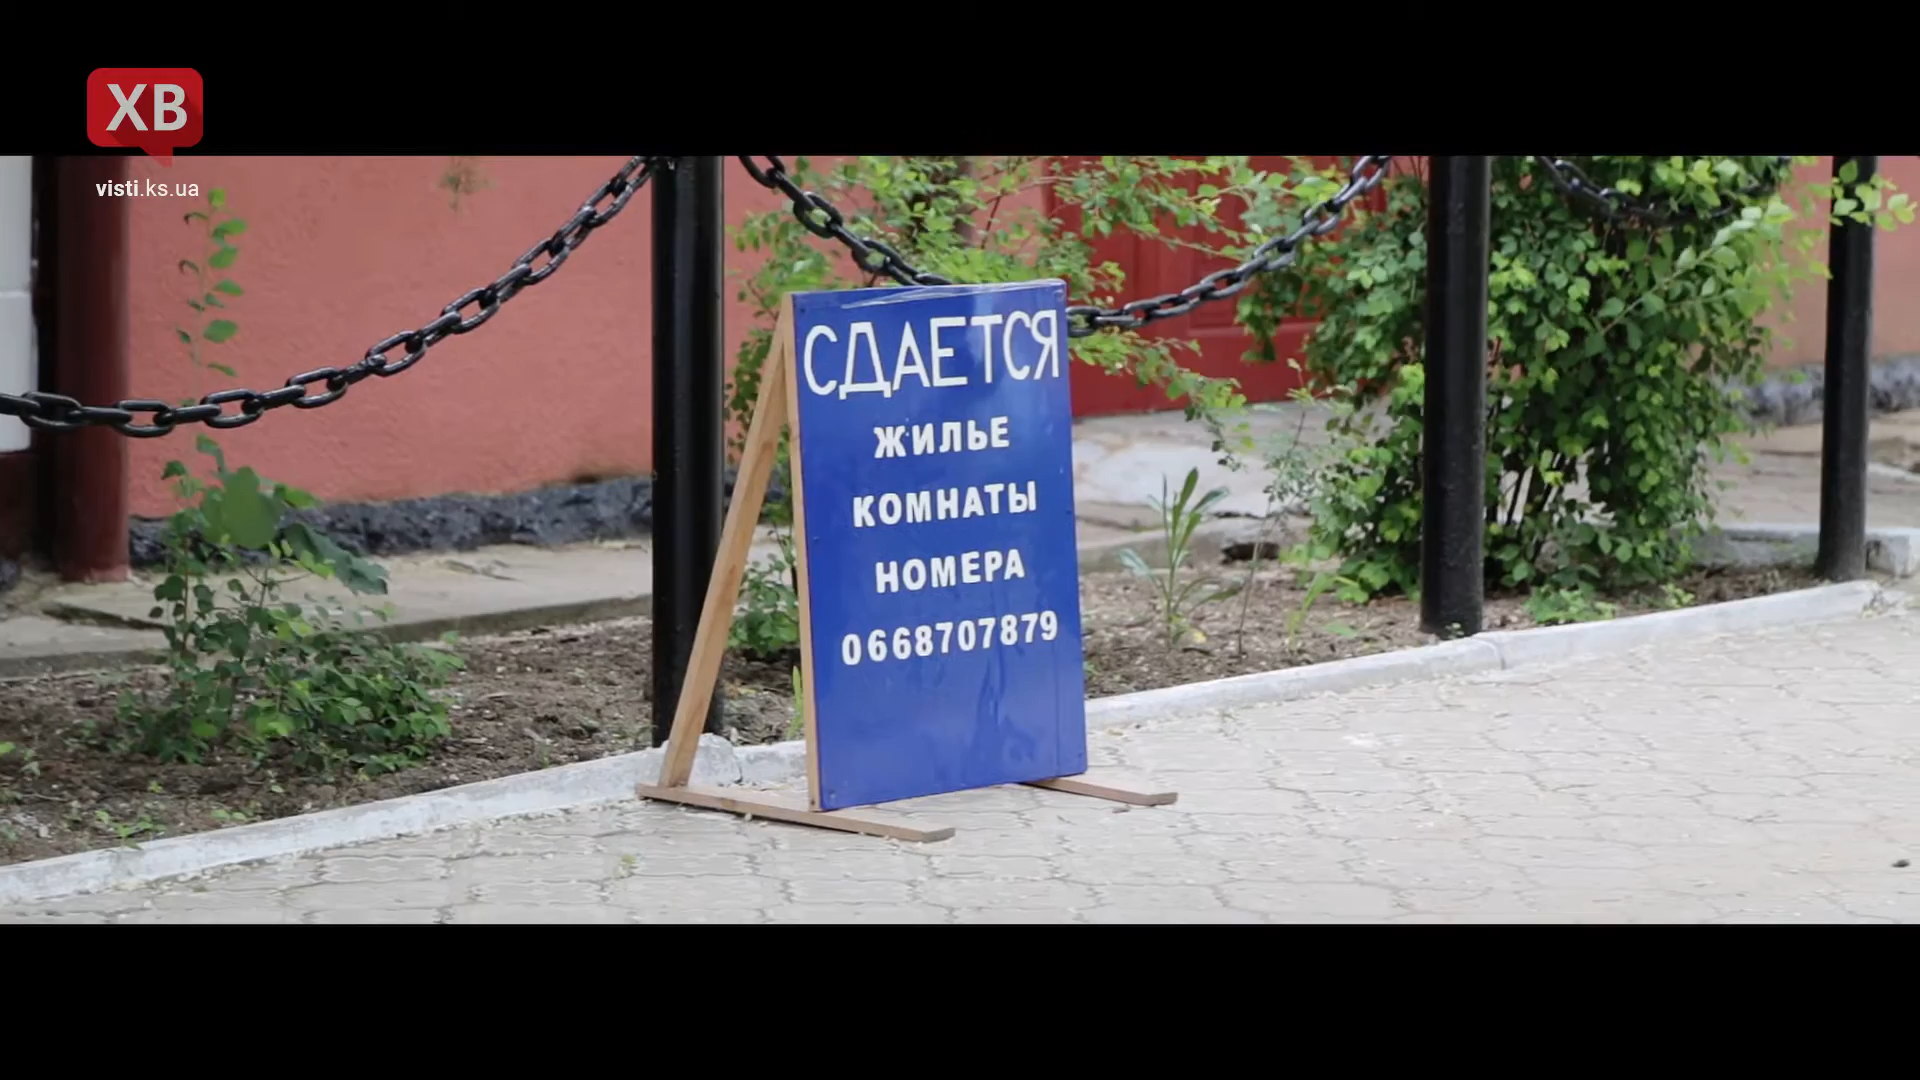 ХВ
visti.ks.ua
СДАЕТСЯ
ЖИЛЬЕ
КОМНАТЫ
НОМЕРА
0668707879